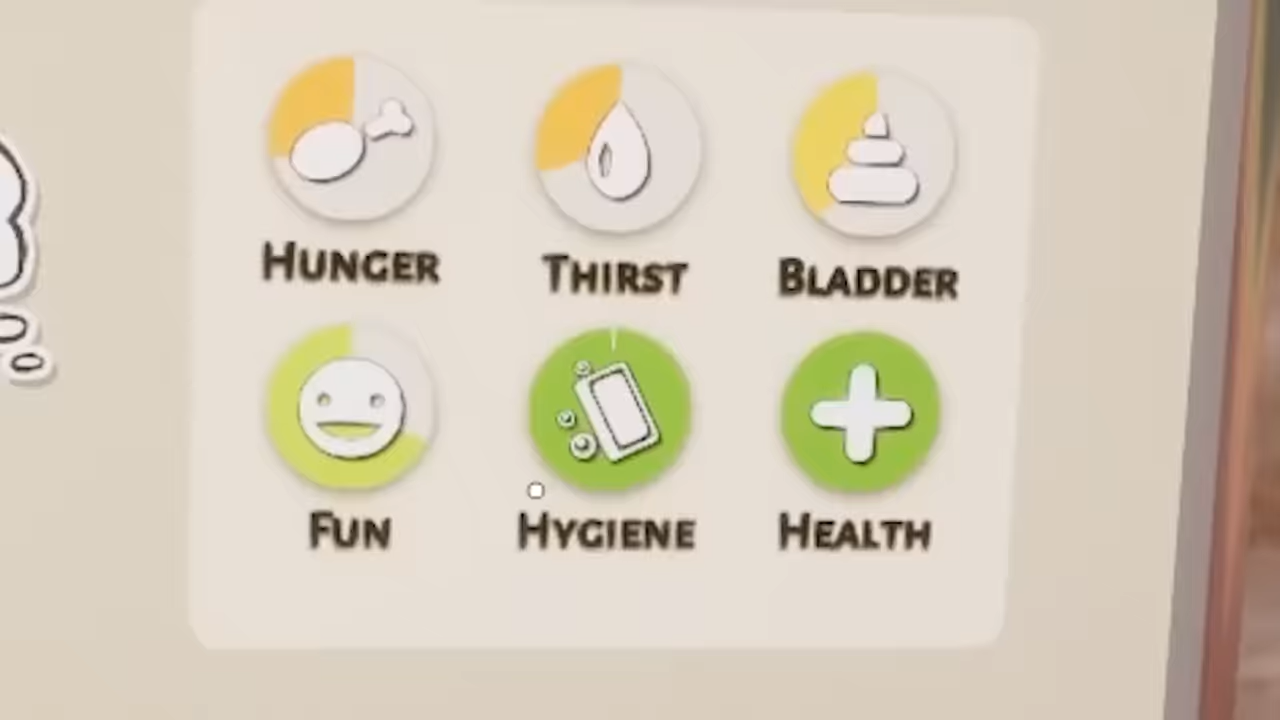 HUNGER
THIRST
BLADDER
FUN
HYGIENE
HEALTH